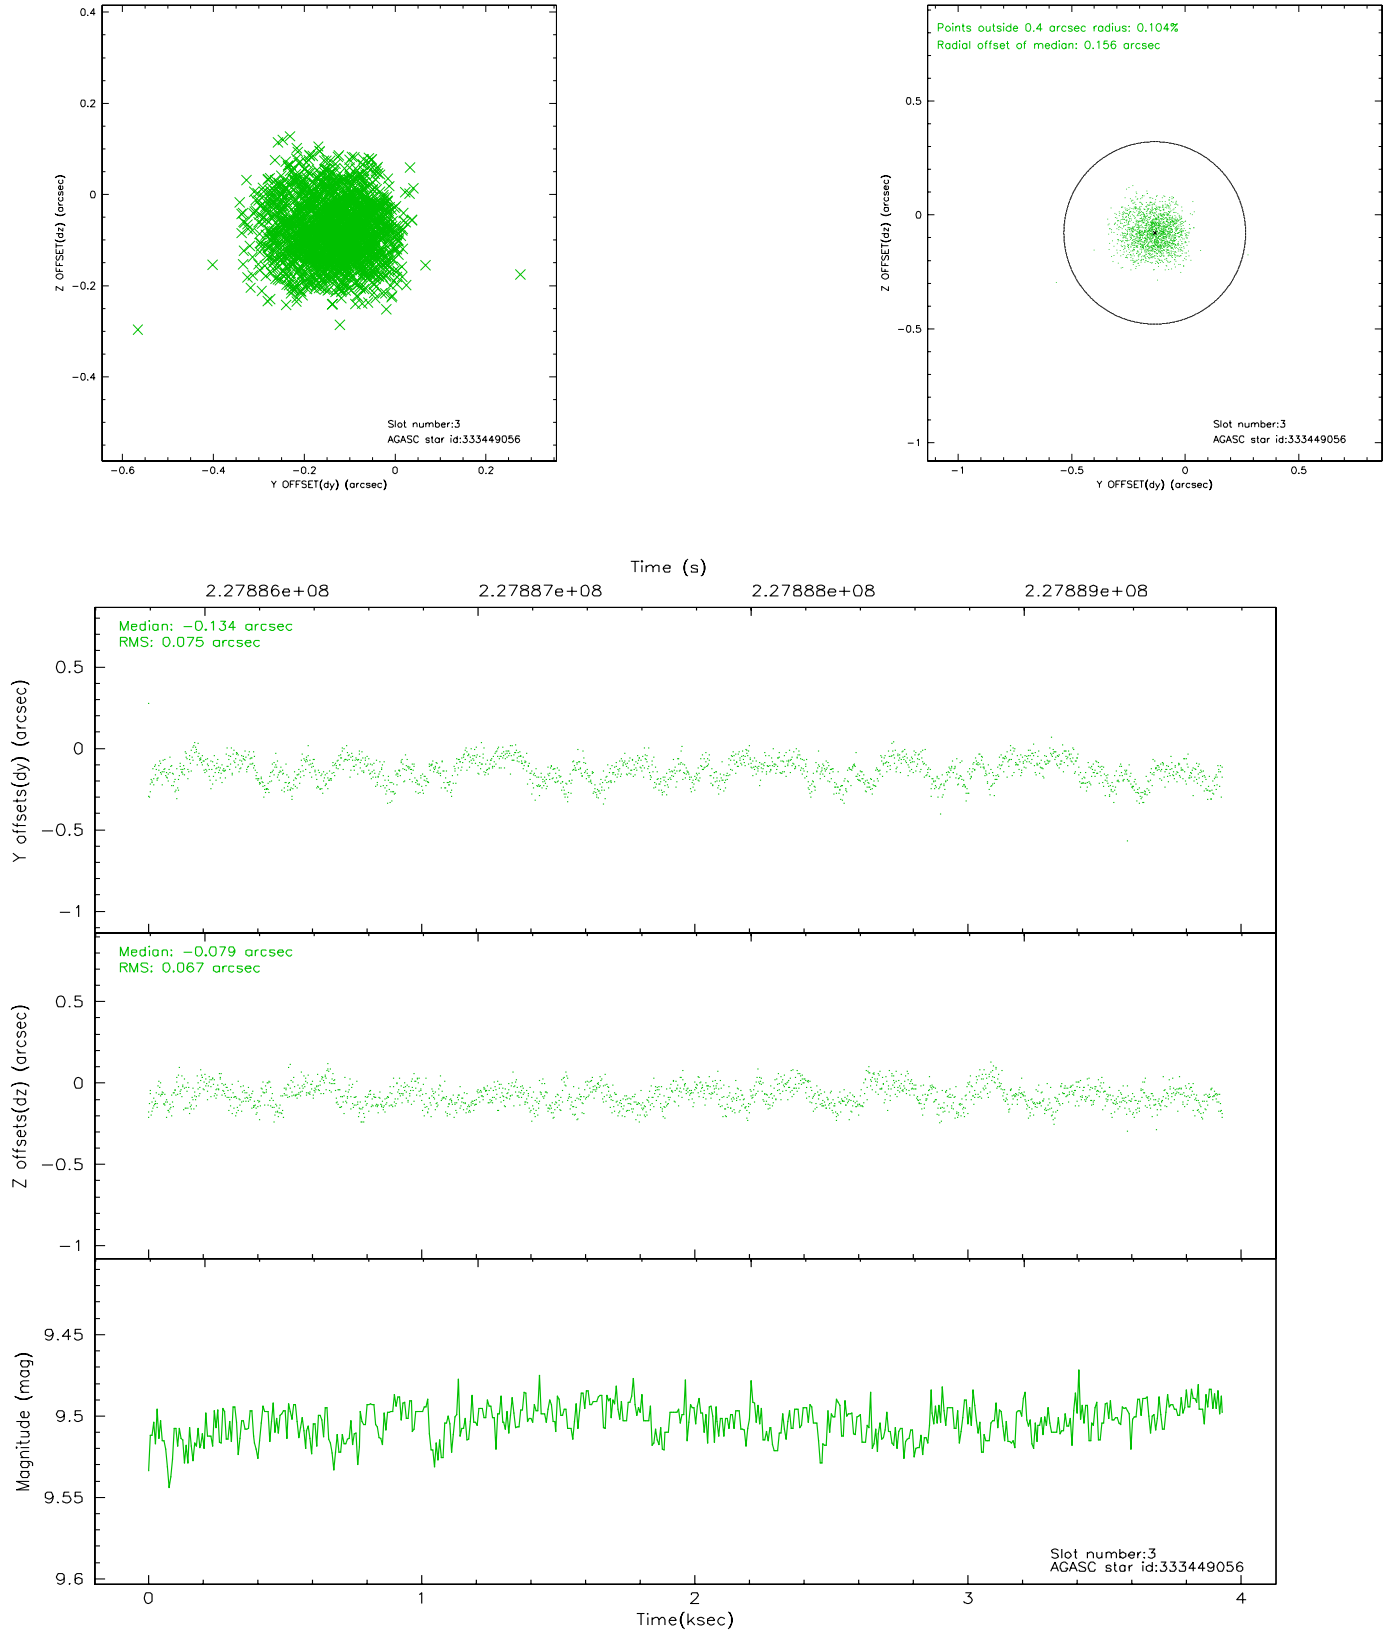 0.4
0.2
0
−0.2
−0.4
−0.6
−0.4
−0.2
0
0.2
Z OFFSET(dz) (arcsec)
Y OFFSET(dy) (arcsec)
Slot number:3
AGASC star id:333449056
Points outside 0.4 arcsec radius: 0.104%
Radial offset of median: 0.156 arcsec
0.5
0
−0.5
−1
−1
−0.5
0
0.5
Z OFFSET(dz) (arcsec)
Y OFFSET(dy) (arcsec)
Slot number:3
AGASC star id:333449056
Time (s)
2.27886e+08
2.27887e+08
2.27888e+08
2.27889e+08
Median: −0.134 arcsec
RMS: 0.075 arcsec
0.5
0
−0.5
−1
Y offsets(dy) (arcsec)
Median: −0.079 arcsec
RMS: 0.067 arcsec
0.5
0
−0.5
−1
Z offsets(dz) (arcsec)
9.45
9.5
9.55
9.6
Magnitude (mag)
Slot number:3
AGASC star id:333449056
0
1
2
3
4
Time(ksec)